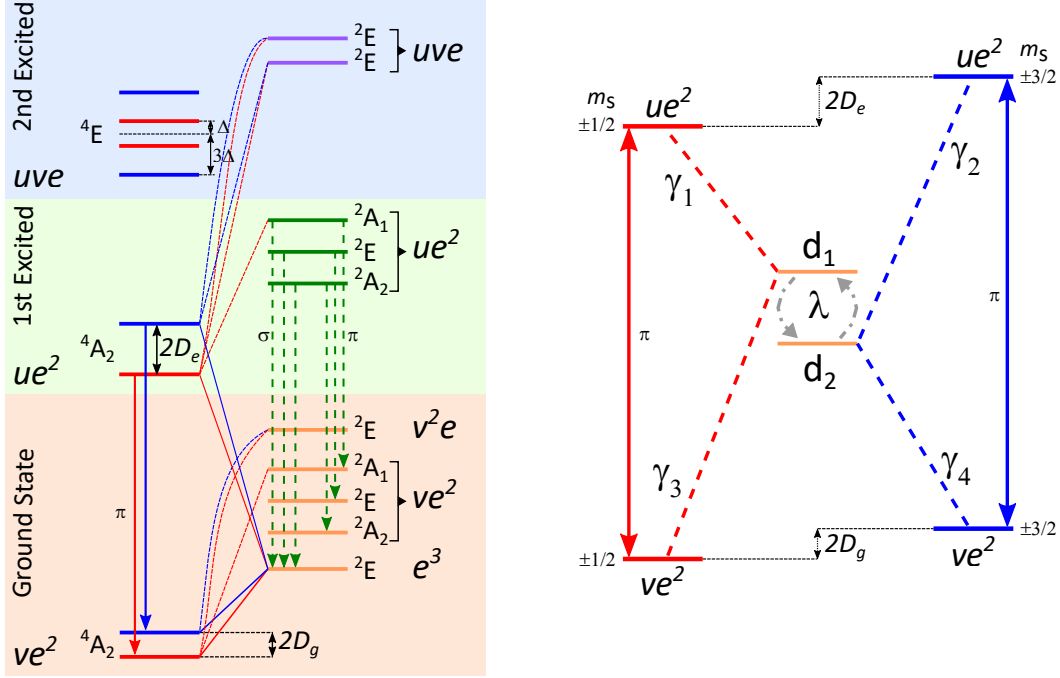 2nd Excited
⁴E
uve
Δ
3Δ
²E
²E
uve
1st Excited
⁴A₂
ue²
2Dₑ
²A₁
²E
²A₂
ue²
σ
π
Ground State
π
⁴A₂
ve²
2D_g
²E
v²e
²A₁
²E
²A₂
ve²
²E
e³
mS
±1/2
ue²
2Dₑ
ue²
mS
±3/2
γ₁
γ₂
d₁
λ
d₂
π
π
γ₃
γ₄
±1/2
ve²
2D_g
ve²
±3/2